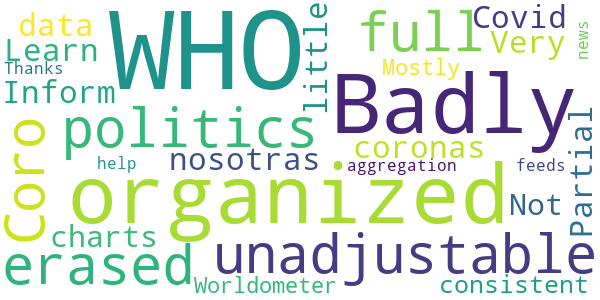 data
Learn
Thanks
Inform
WHO
little
full
Covid
Very
news
Mostly
Badly
Coro
politics
nosotras
coronas
aggregation
feeds
help
Partial
Not
organized
charts
erased
unadjustable
Worldometer
consistent